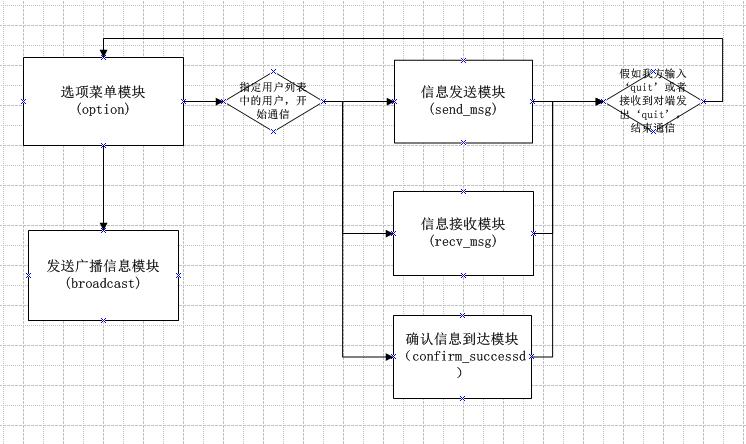 选项菜单模块
(option)
指定用户列表
中的用户，开
始通信
信息发送模块
(send_msg)
假如我方输入
‘quit’或者
接收到对端发
出‘quit’，
结束通信
信息接收模块
(recv_msg)
发送广播信息模块
(broadcast)
确认信息到达模块
（confirm_successd
）